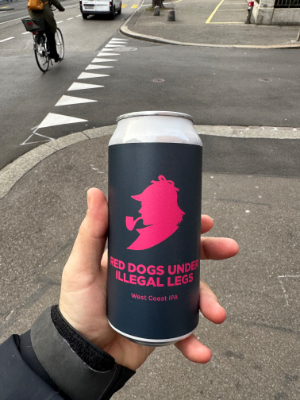 RED DOGS UNDER
ILLEGAL LEGS
West Coast IPA